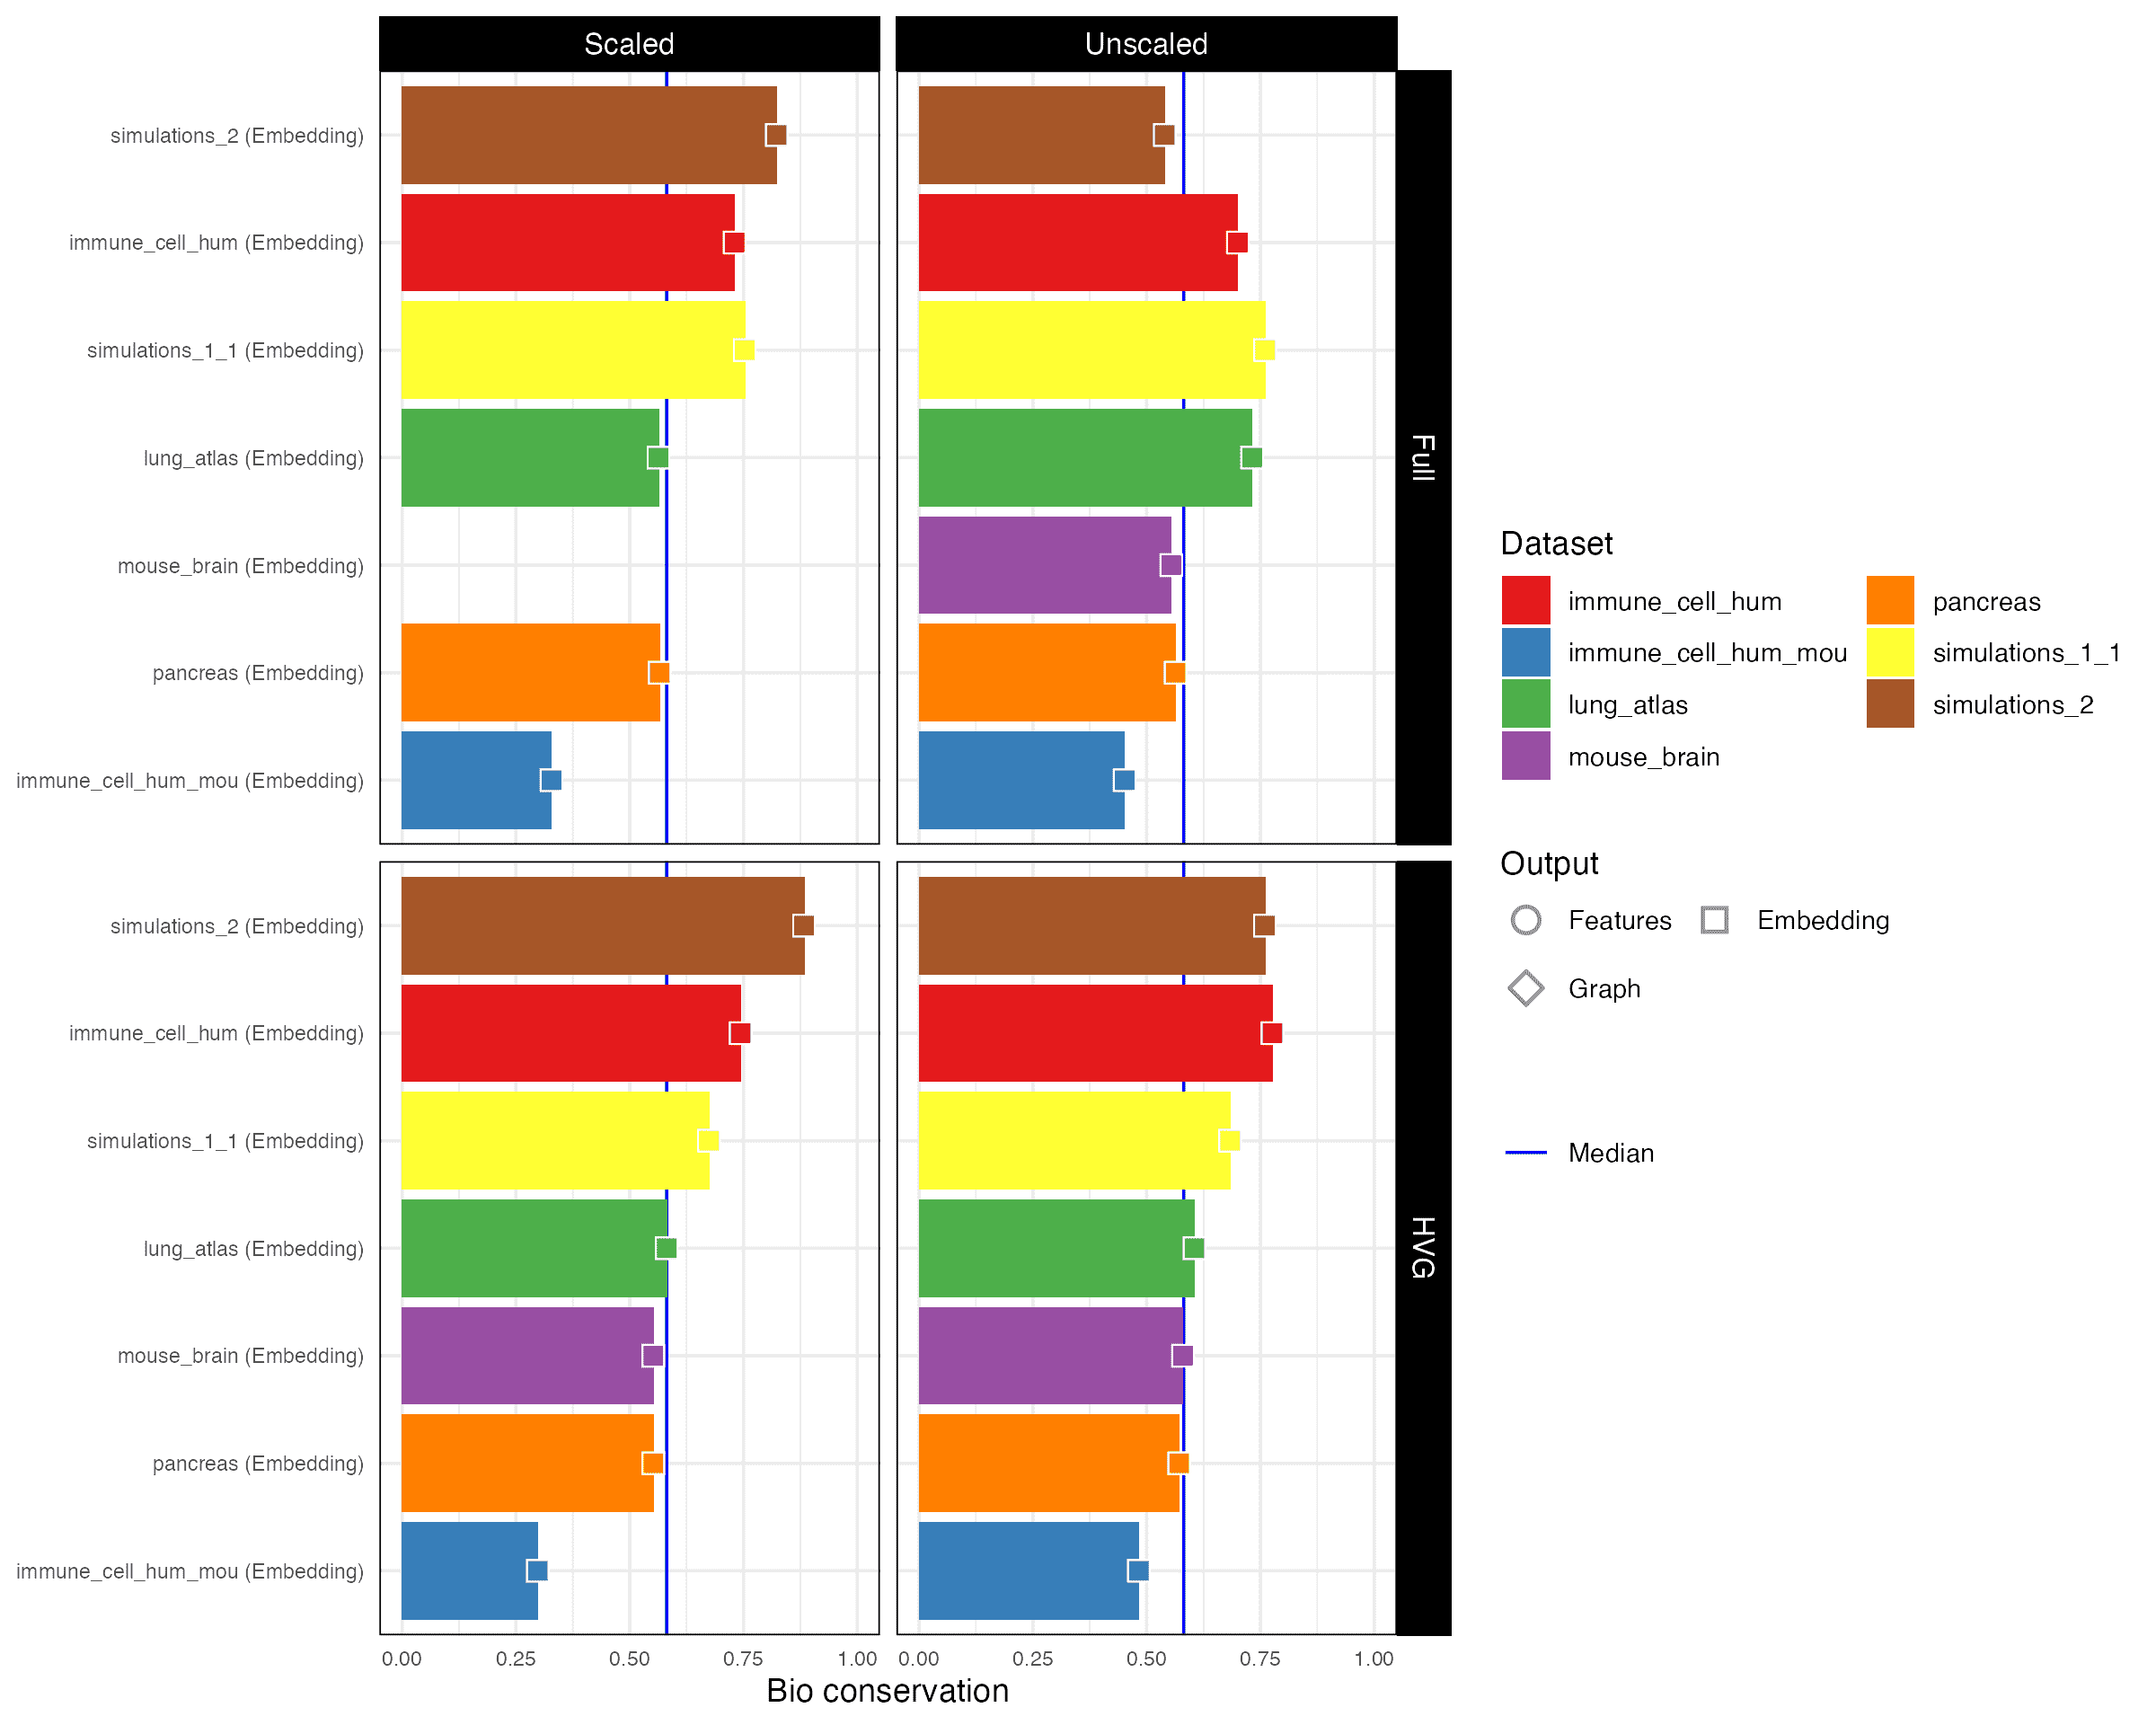 Scaled
Unscaled
simulations_2 (Embedding)
immune_cell_hum (Embedding)
simulations_1_1 (Embedding)
lung_atlas (Embedding)
mouse_brain (Embedding)
pancreas (Embedding)
immune_cell_hum_mou (Embedding)
Full
simulations_2 (Embedding)
immune_cell_hum (Embedding)
simulations_1_1 (Embedding)
lung_atlas (Embedding)
mouse_brain (Embedding)
pancreas (Embedding)
immune_cell_hum_mou (Embedding)
HVG
0.00 0.25 0.50 0.75 1.00 0.00 0.25 0.50 0.75 1.00
Bio conservation
Dataset
immune_cell_hum pancreas
immune_cell_hum_mou simulations_1_1
lung_atlas simulations_2
mouse_brain
Output
Features Embedding
Graph
Median